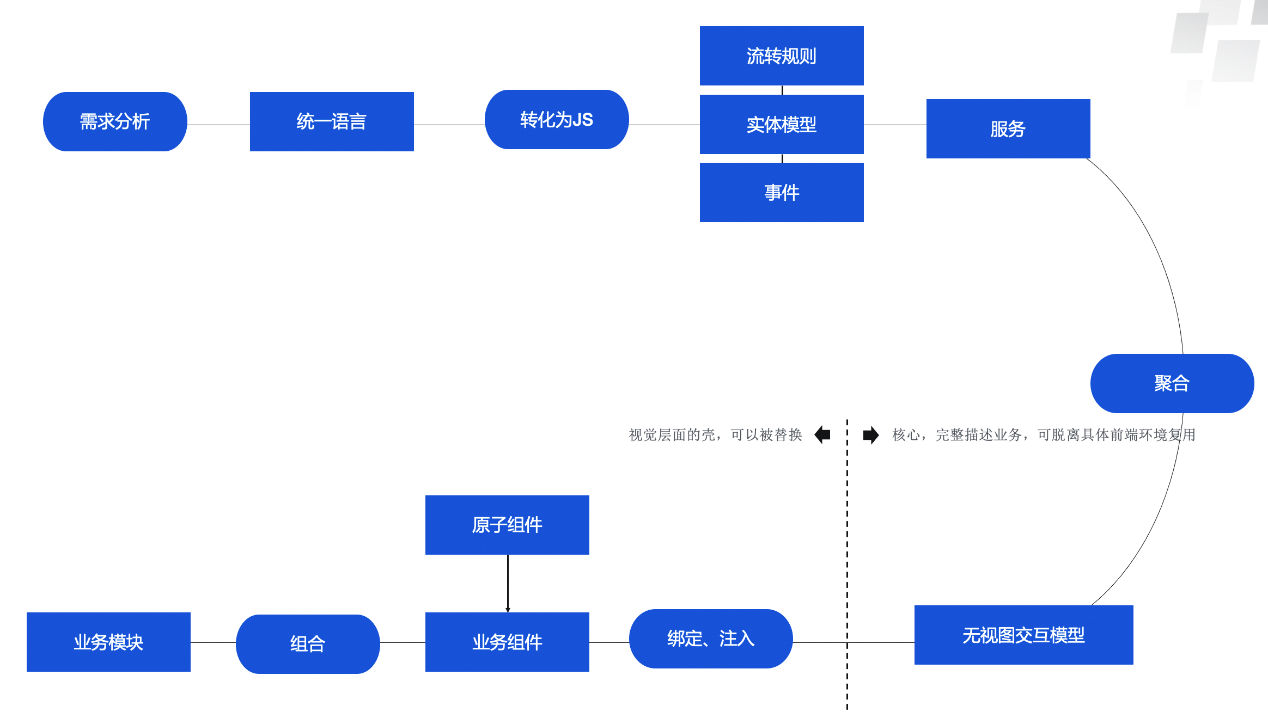 流转规则
需求分析
统一语言
转化为JS
实体模型
服务
事件
聚合
视觉层面的壳，可以被替换
核心，完整描述业务，可脱离具体前端环境复用
原子组件
业务模块
组合
业务组件
绑定、注入
无视图交互模型